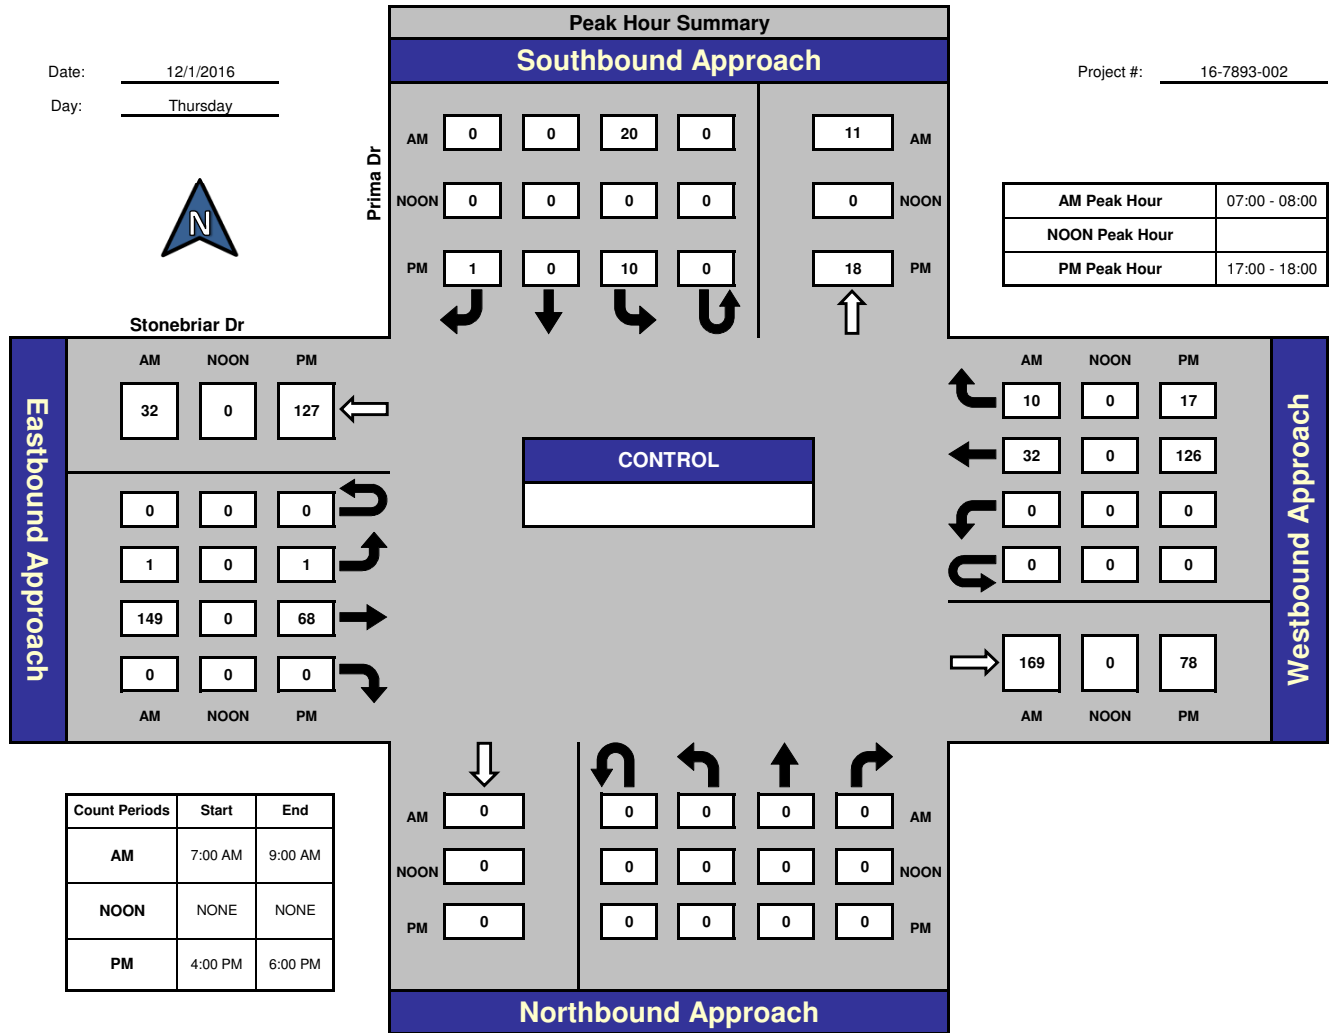 Peak Hour Summary
Southbound Approach
Date: 12/1/2016
Project #: 16-7893-002
Day: Thursday
Prima Dr
AM 0 0 20 0 11 AM
NOON 0 0 0 0 0 NOON
PM 1 0 10 0 18 PM
N
AM Peak Hour 07:00 - 08:00
NOON Peak Hour
PM Peak Hour 17:00 - 18:00
Stonebriar Dr
Eastbound Approach
AM NOON PM
32 0 127
0 0 0
1 0 1
149 0 68
0 0 0
AM NOON PM
CONTROL
AM NOON PM
10 0 17
32 0 126
0 0 0
0 0 0
169 0 78
AM NOON PM
Westbound Approach
Count Periods Start End
AM 7:00 AM 9:00 AM
NOON NONE NONE
PM 4:00 PM 6:00 PM
AM 0 0 0 0 0 AM
NOON 0 0 0 0 0 NOON
PM 0 0 0 0 0 PM
Northbound Approach